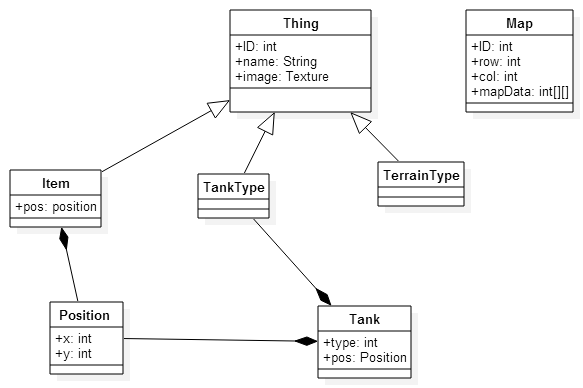 Thing
+ID: int
+name: String
+image: Texture
Map
+ID: int
+row: int
+col: int
+mapData: int[][]
Item
+pos: position
TankType
TerrainType
Position
+x: int
+y: int
Tank
+type: int
+pos: Position